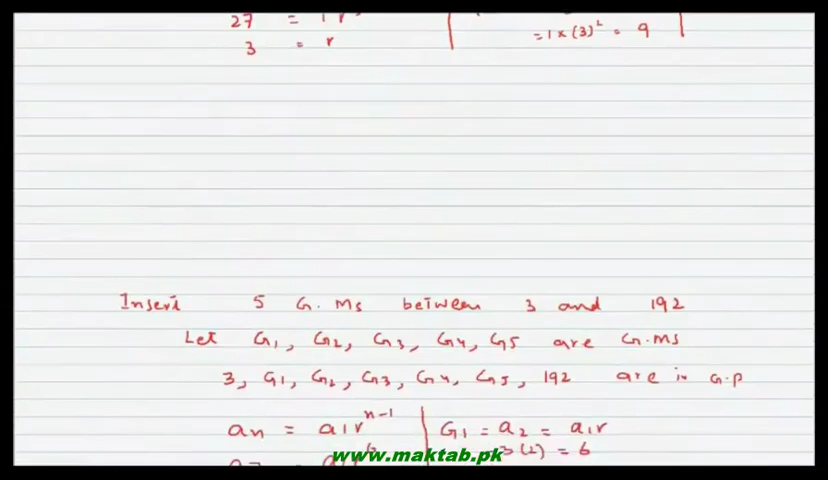 27 = 1 r
3 = r
= 1 x (3)² = 9
Insert 5 G.Ms between 3 and 192
Let G1, G2, G3, G4, G5 are G.Ms
3, G1, G2, G3, G4, G5, 192 are in G.P
an = a1r^n-1
G1 = a2 = a1r
3(2) = 6
www.maktab.pk